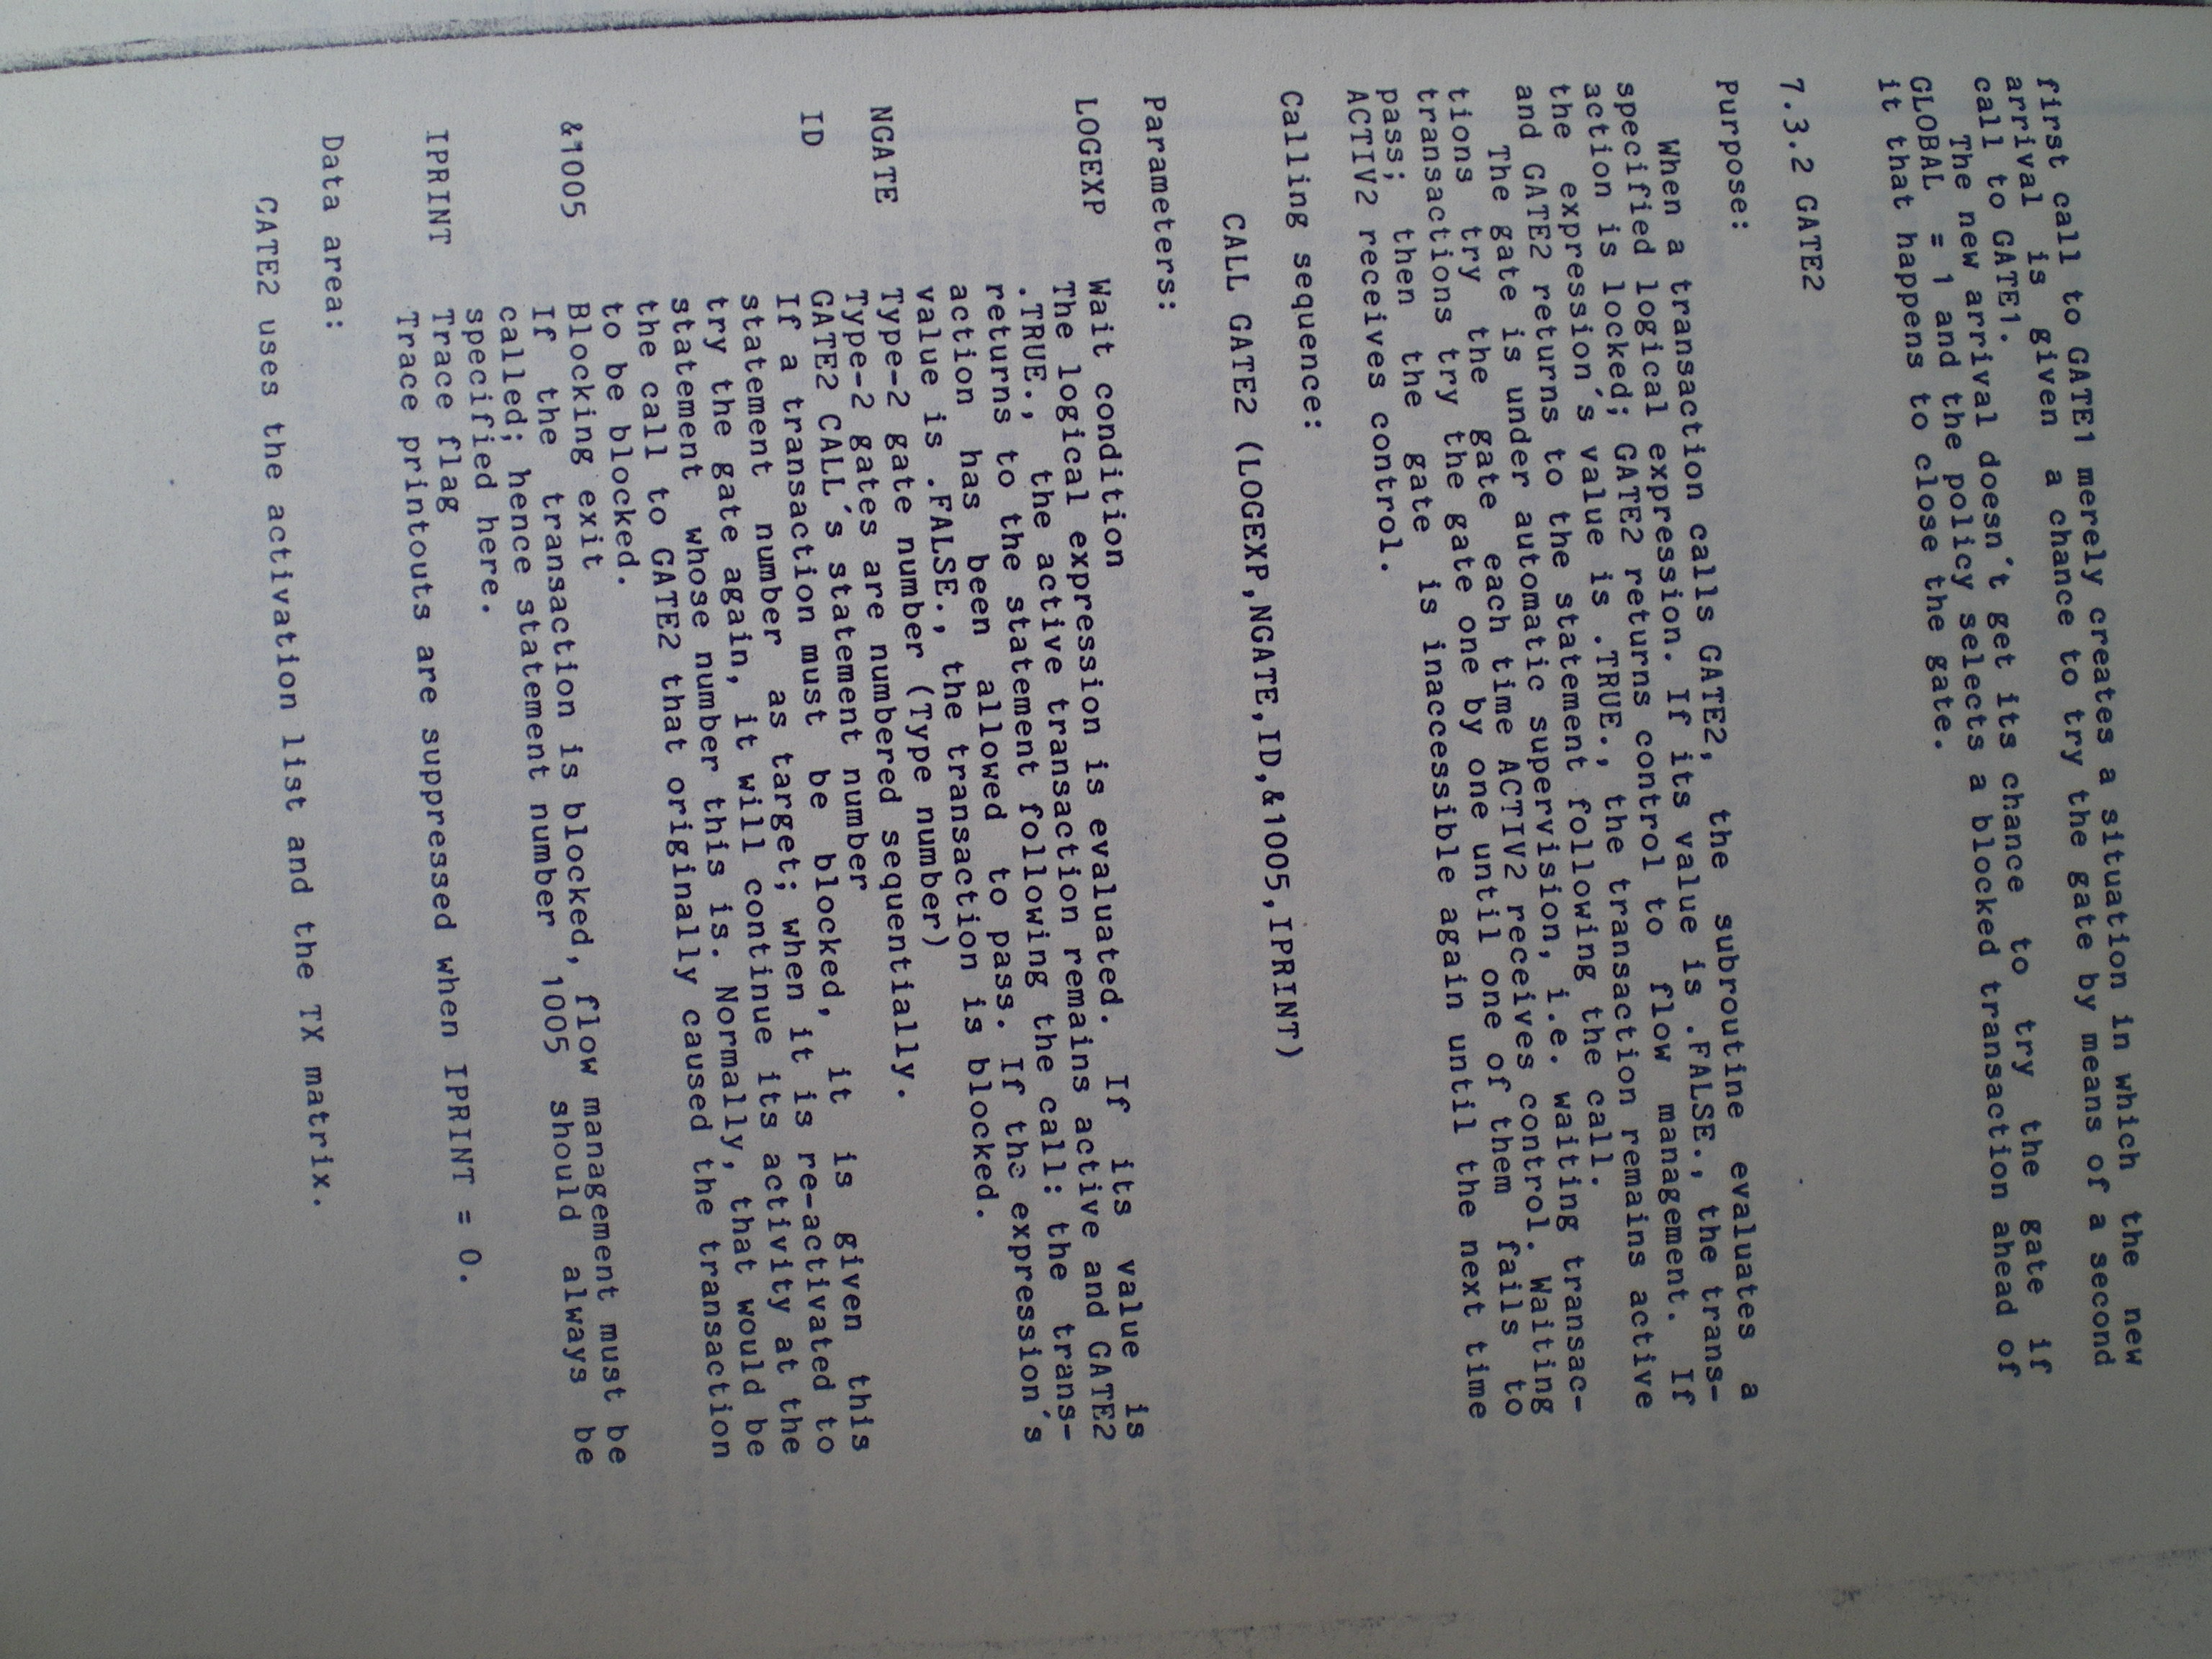 first call to GATE1 merely creates a situation in which the new
arrival is given a chance to try the gate by means of a second
call to GATE1.
The new arrival doesn't get its chance to try the gate if
GLOBAL = 1 and the policy selects a blocked transaction ahead of
it that happens to close the gate.
7.3.2 GATE2
Purpose:
When a transaction calls GATE2, the subroutine evaluates a
specified logical expression. If its value is .FALSE., the trans-
action is locked; GATE2 returns control to flow management. If
the expression's value is .TRUE., the transaction remains active
and GATE2 returns to the statement following the call.
The gate is under automatic supervision, i.e. waiting transac-
tions try the gate each time ACTIV2 receives control. Waiting
transactions try the gate one by one until one of them fails to
pass; then the gate is inaccessible again until the next time
ACTIV2 receives control.
Calling sequence:
CALL GATE2 (LOGEXP,NGATE,ID,&1005,IPRINT)
Parameters:
LOGEXP Wait condition
The logical expression is evaluated. If its value is
.TRUE., the active transaction remains active and GATE2
returns to the statement following the call: the trans-
action has been allowed to pass. If the expression's
value is .FALSE., the transaction is blocked.
NGATE Type-2 gate number (Type number)
Type-2 gates are numbered sequentially.
ID GATE2 CALL's statement number
If a transaction must be blocked, it is given this
statement number as target; when it is re-activated to
try the gate again, it will continue its activity at the
statement whose number this is. Normally, that would be
the call to GATE2 that originally caused the transaction
to be blocked.
&1005 Blocking exit
If the transaction is blocked, flow management must be
called; hence statement number 1005 should always be
specified here.
IPRINT Trace flag
Trace printouts are suppressed when IPRINT = 0.
Data area:
GATE2 uses the activation list and the TX matrix.